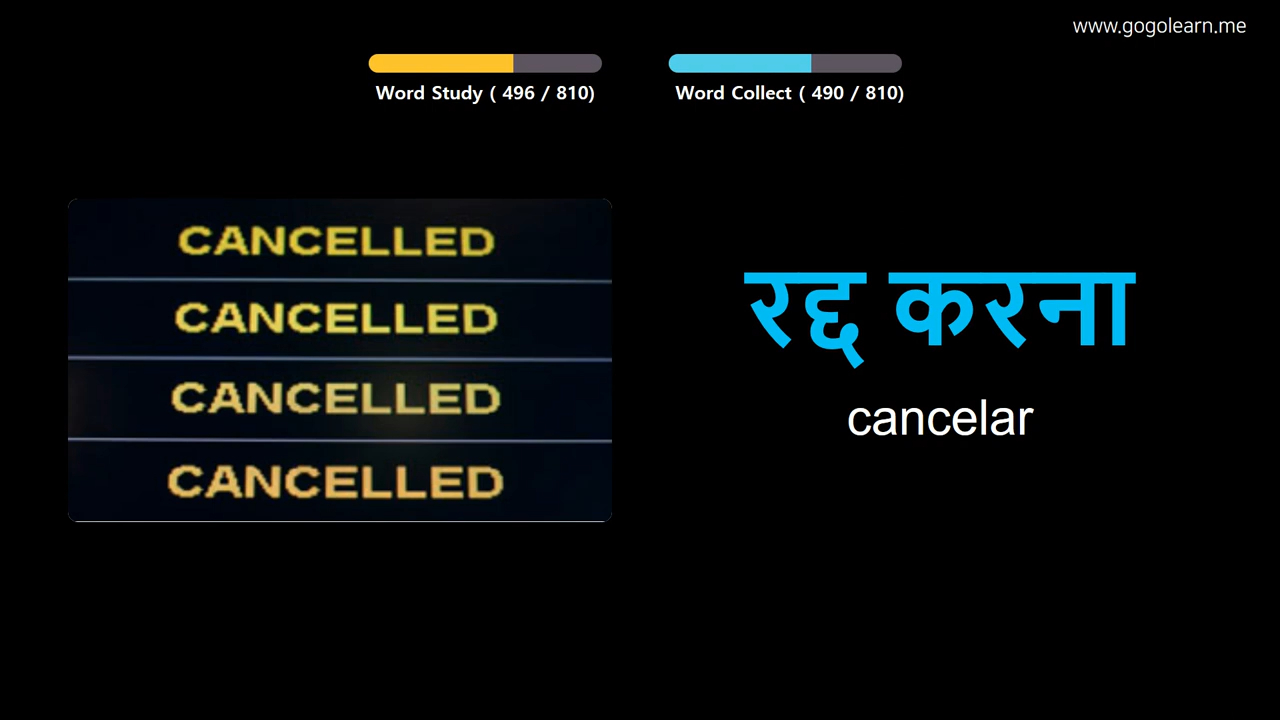 www.gogolearn.me
Word Study ( 496 / 810)
Word Collect ( 490 / 810)
CANCELLED
CANCELLED
CANCELLED
CANCELLED
रद्द करना
cancelar